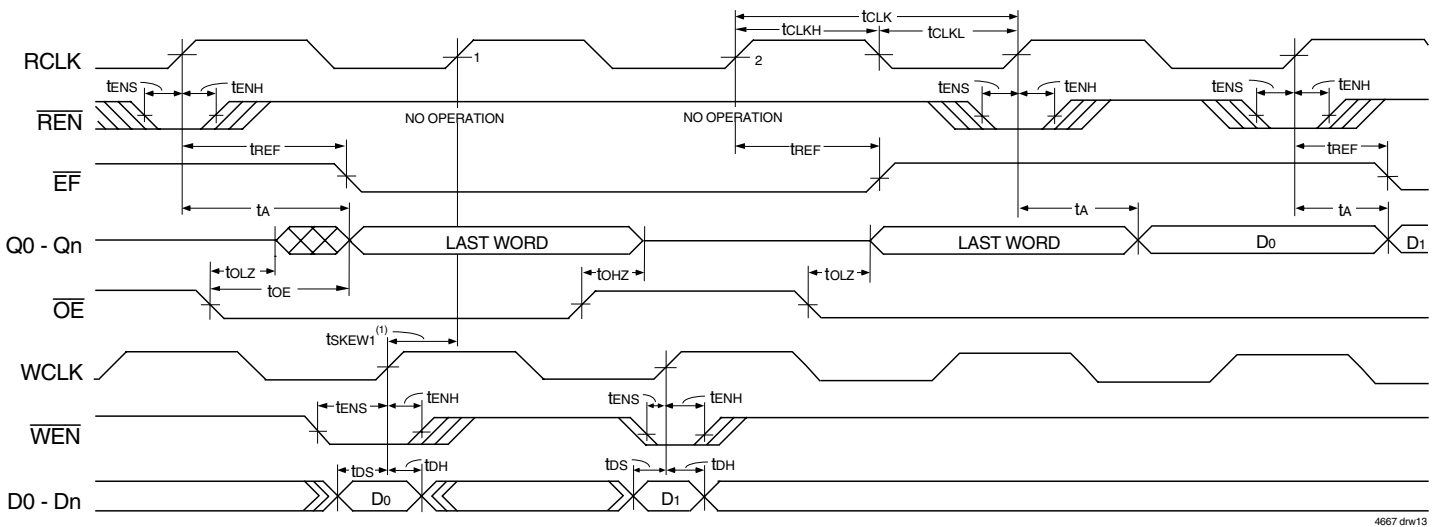 tCLK
tCLKH
tCLKL
RCLK
1
2
tENS
tENH
tENS
tENH
tENS
tENH
REN
NO OPERATION
NO OPERATION
tREF
tREF
tREF
EF
tA
tA
tA
Q0 - Qn
LAST WORD
LAST WORD
D0
D1
tOLZ
tOHZ
tOLZ
tOE
OE
tSKEW1(1)
WCLK
tENS
tENH
tENS
tENH
WEN
tDS
tDH
tDS
tDH
D0 - Dn
D0
D1
4667 drw13